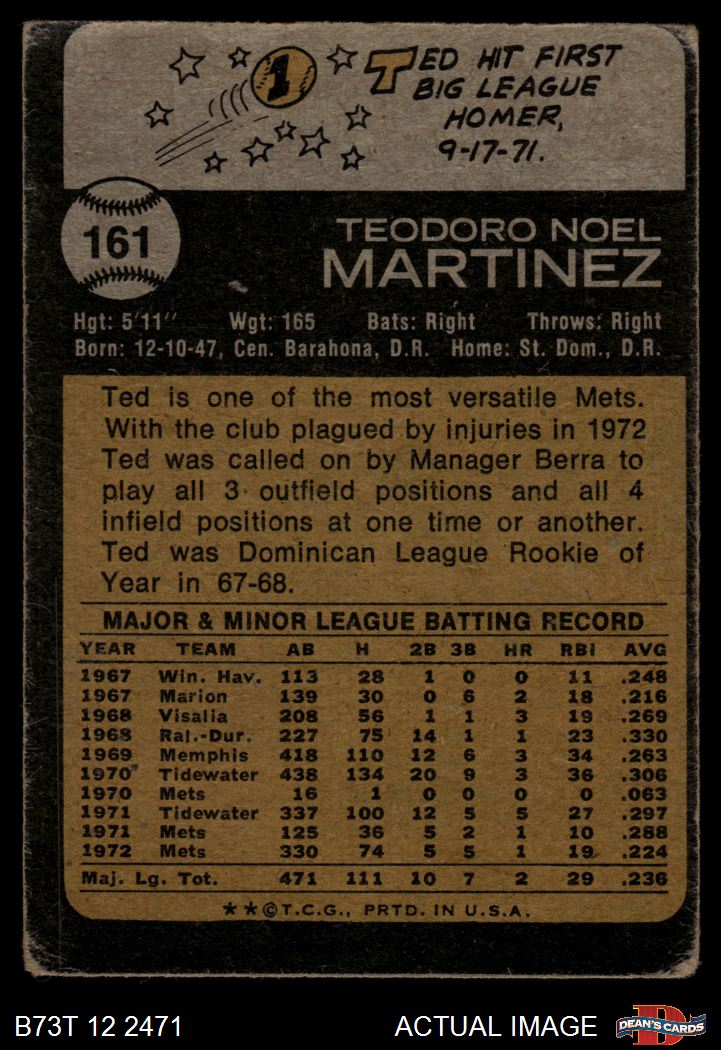 1 TED HIT FIRST
BIG LEAGUE
HOMER,
9-17-71.
161
TEODORO NOEL
MARTINEZ
Hgt: 5'11" Wgt: 165 Bats: Right Throws: Right
Born: 12-10-47, Cen. Barahona, D.R. Home: St. Dom., D.R.
Ted is one of the most versatile Mets.
With the club plagued by injuries in 1972
Ted was called on by Manager Berra to
play all 3 outfield positions and all 4
infield positions at one time or another.
Ted was Dominican League Rookie of
Year in 67-68.
MAJOR & MINOR LEAGUE BATTING RECORD
YEAR TEAM AB H 2B 3B HR RBI AVG
1967 Win. Hav. 113 28 1 0 0 11 .248
1967 Marion 139 30 0 6 2 18 .216
1968 Visalia 208 56 1 1 3 19 .269
1968 Ral.-Dur. 227 75 14 1 1 23 .330
1969 Memphis 418 110 12 6 3 34 .263
1970 Tidewater 438 134 20 9 3 36 .306
1970 Mets 16 1 0 0 0 0 .063
1971 Tidewater 337 100 12 5 5 27 .297
1971 Mets 125 36 5 2 1 10 .288
1972 Mets 330 74 5 5 1 19 .224
Maj. Lg. Tot. 471 111 10 7 2 29 .236
★★©T.C.G., PRTD. IN U.S.A.
B73T 12 2471 ACTUAL IMAGE DEAN'S CARDS